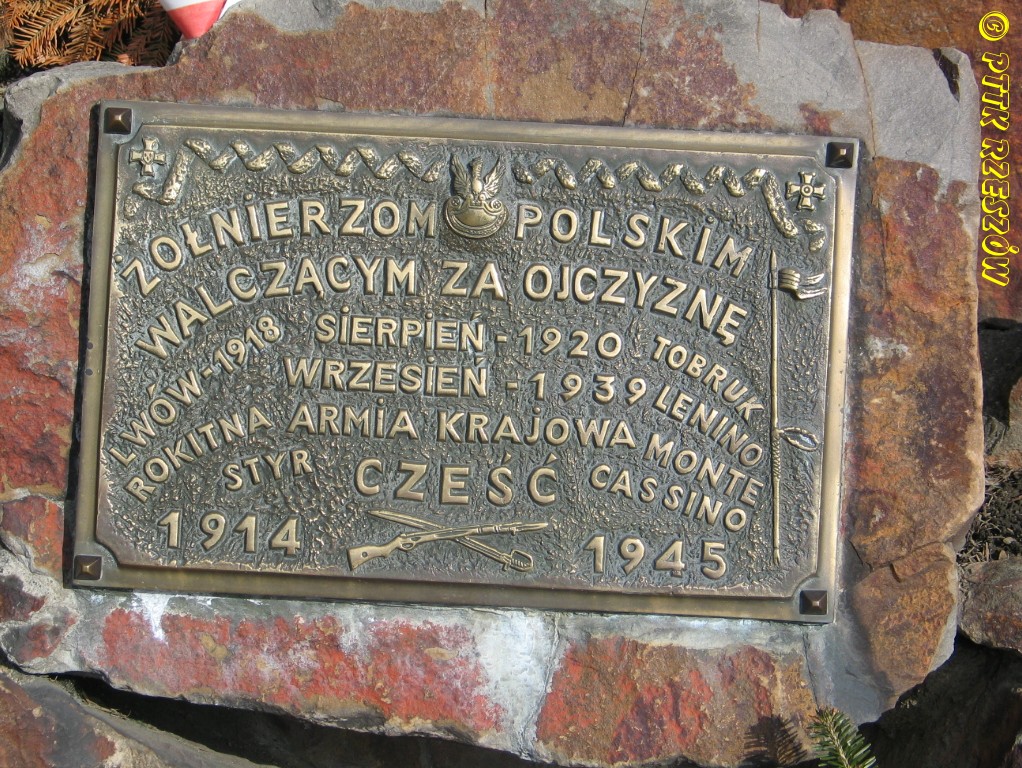 ŻOŁNIERZOM POLSKIM
WALCZĄCYM ZA OJCZYZNĘ
LWÓW-1918
SIERPIEŃ - 1920
TOBRUK
WRZESIEŃ - 1939
LENINO
ROKITNA
ARMIA KRAJOWA
MONTE
CASSINO
STYR
CZEŚĆ
1914
1945
© PTTK RZESZÓW